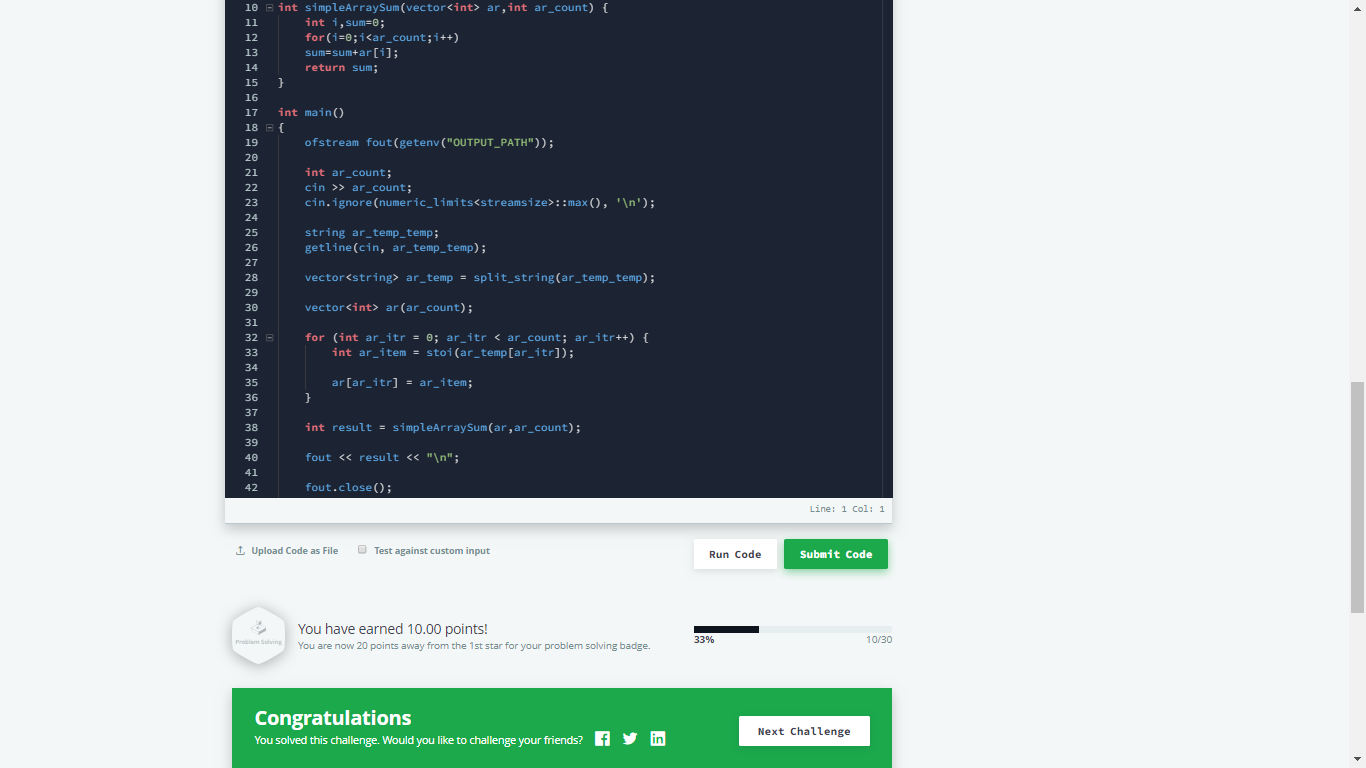 10 int simpleArraySum(vector<int> ar,int ar_count) {
11 int i,sum=0;
12 for(i=0;i<ar_count;i++)
13 sum=sum+ar[i];
14 return sum;
15 }
16
17 int main()
18 {
19 ofstream fout(getenv("OUTPUT_PATH"));
20
21 int ar_count;
22 cin >> ar_count;
23 cin.ignore(numeric_limits<streamsize>::max(), '\n');
24
25 string ar_temp_temp;
26 getline(cin, ar_temp_temp);
27
28 vector<string> ar_temp = split_string(ar_temp_temp);
29
30 vector<int> ar(ar_count);
31
32 for (int ar_itr = 0; ar_itr < ar_count; ar_itr++) {
33 int ar_item = stoi(ar_temp[ar_itr]);
34
35 ar[ar_itr] = ar_item;
36 }
37
38 int result = simpleArraySum(ar,ar_count);
39
40 fout << result << "\n";
41
42 fout.close();
Line: 1 Col: 1
Upload Code as File Test against custom input Run Code Submit Code
Problem Solving
You have earned 10.00 points!
You are now 20 points away from the 1st star for your problem solving badge.
33% 10/30
Congratulations
You solved this challenge. Would you like to challenge your friends?
Next Challenge